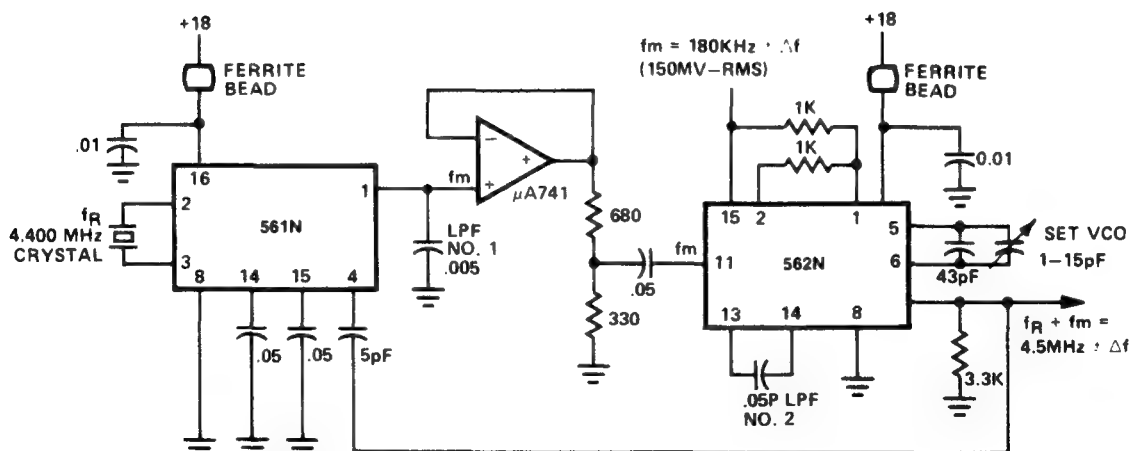 +18
FERRITE
BEAD
.01
16
2
3
561N
1
8
14
15
4
fR
4.400 MHz
CRYSTAL
.05
.05
5pF
fm
LPF
NO. 1
.005
−
+
+
μA741
680
330
.05
fm = 180KHz
(150MV–RMS)
1K
1K
+18
FERRITE
BEAD
0.01
15
2
1
5
6
11
562N
13
14
8
fm
43pF
SET VCO
1–15pF
.05P LPF
NO. 2
3.3K
fR + fm =
4.5MHz
Δf